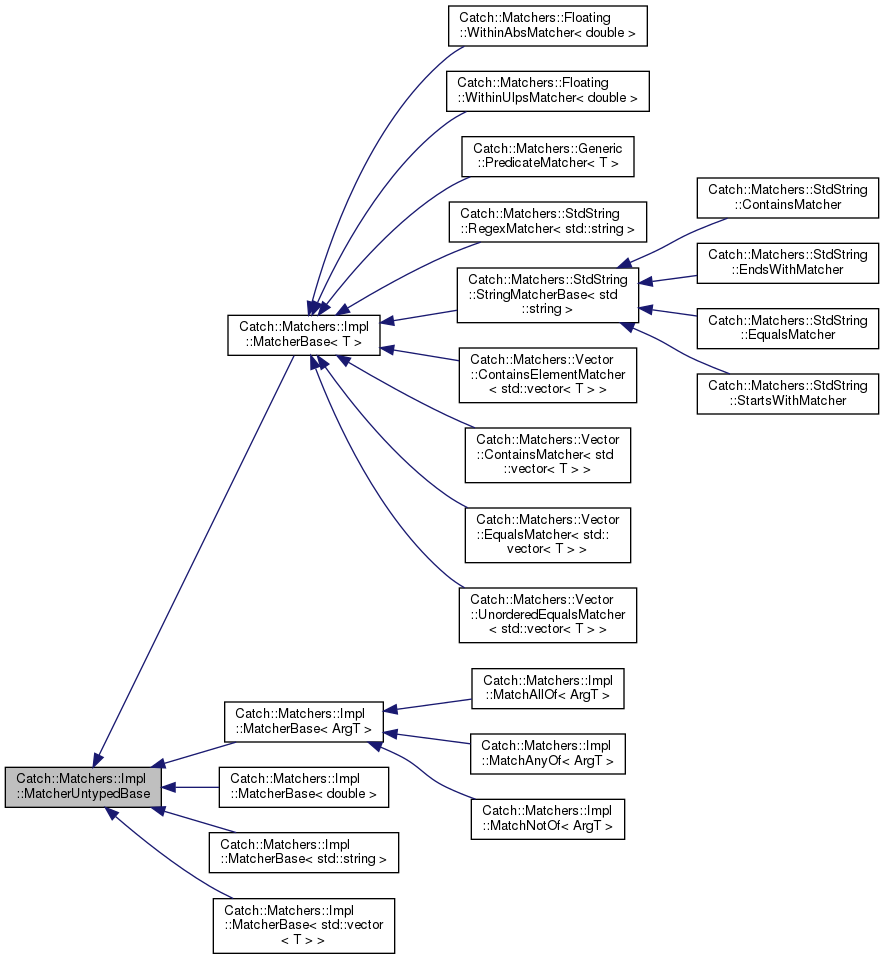 Catch::Matchers::Floating
::WithinAbsMatcher< double >
Catch::Matchers::Floating
::WithinUlpsMatcher< double >
Catch::Matchers::Generic
::PredicateMatcher< T >
Catch::Matchers::StdString
::RegexMatcher< std::string >
Catch::Matchers::StdString
::StringMatcherBase< std
::string >
Catch::Matchers::StdString
::ContainsMatcher
Catch::Matchers::StdString
::EndsWithMatcher
Catch::Matchers::StdString
::EqualsMatcher
Catch::Matchers::StdString
::StartsWithMatcher
Catch::Matchers::Impl
::MatcherBase< T >
Catch::Matchers::Vector
::ContainsElementMatcher
< std::vector< T > >
Catch::Matchers::Vector
::ContainsMatcher< std
::vector< T > >
Catch::Matchers::Vector
::EqualsMatcher< std::
vector< T > >
Catch::Matchers::Vector
::UnorderedEqualsMatcher
< std::vector< T > >
Catch::Matchers::Impl
::MatchAllOf< ArgT >
Catch::Matchers::Impl
::MatcherBase< ArgT >
Catch::Matchers::Impl
::MatchAnyOf< ArgT >
Catch::Matchers::Impl
::MatchNotOf< ArgT >
Catch::Matchers::Impl
::MatcherUntypedBase
Catch::Matchers::Impl
::MatcherBase< double >
Catch::Matchers::Impl
::MatcherBase< std::string >
Catch::Matchers::Impl
::MatcherBase< std::vector
< T > >